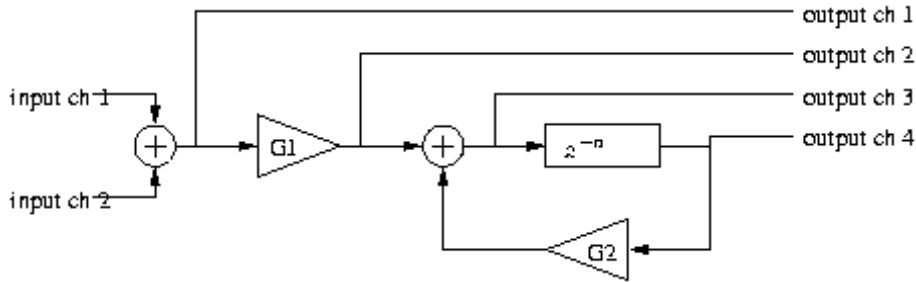 output ch 1
output ch 2
input ch 1
output ch 3
+
G1
+
z⁻ⁿ
output ch 4
input ch 2
G2